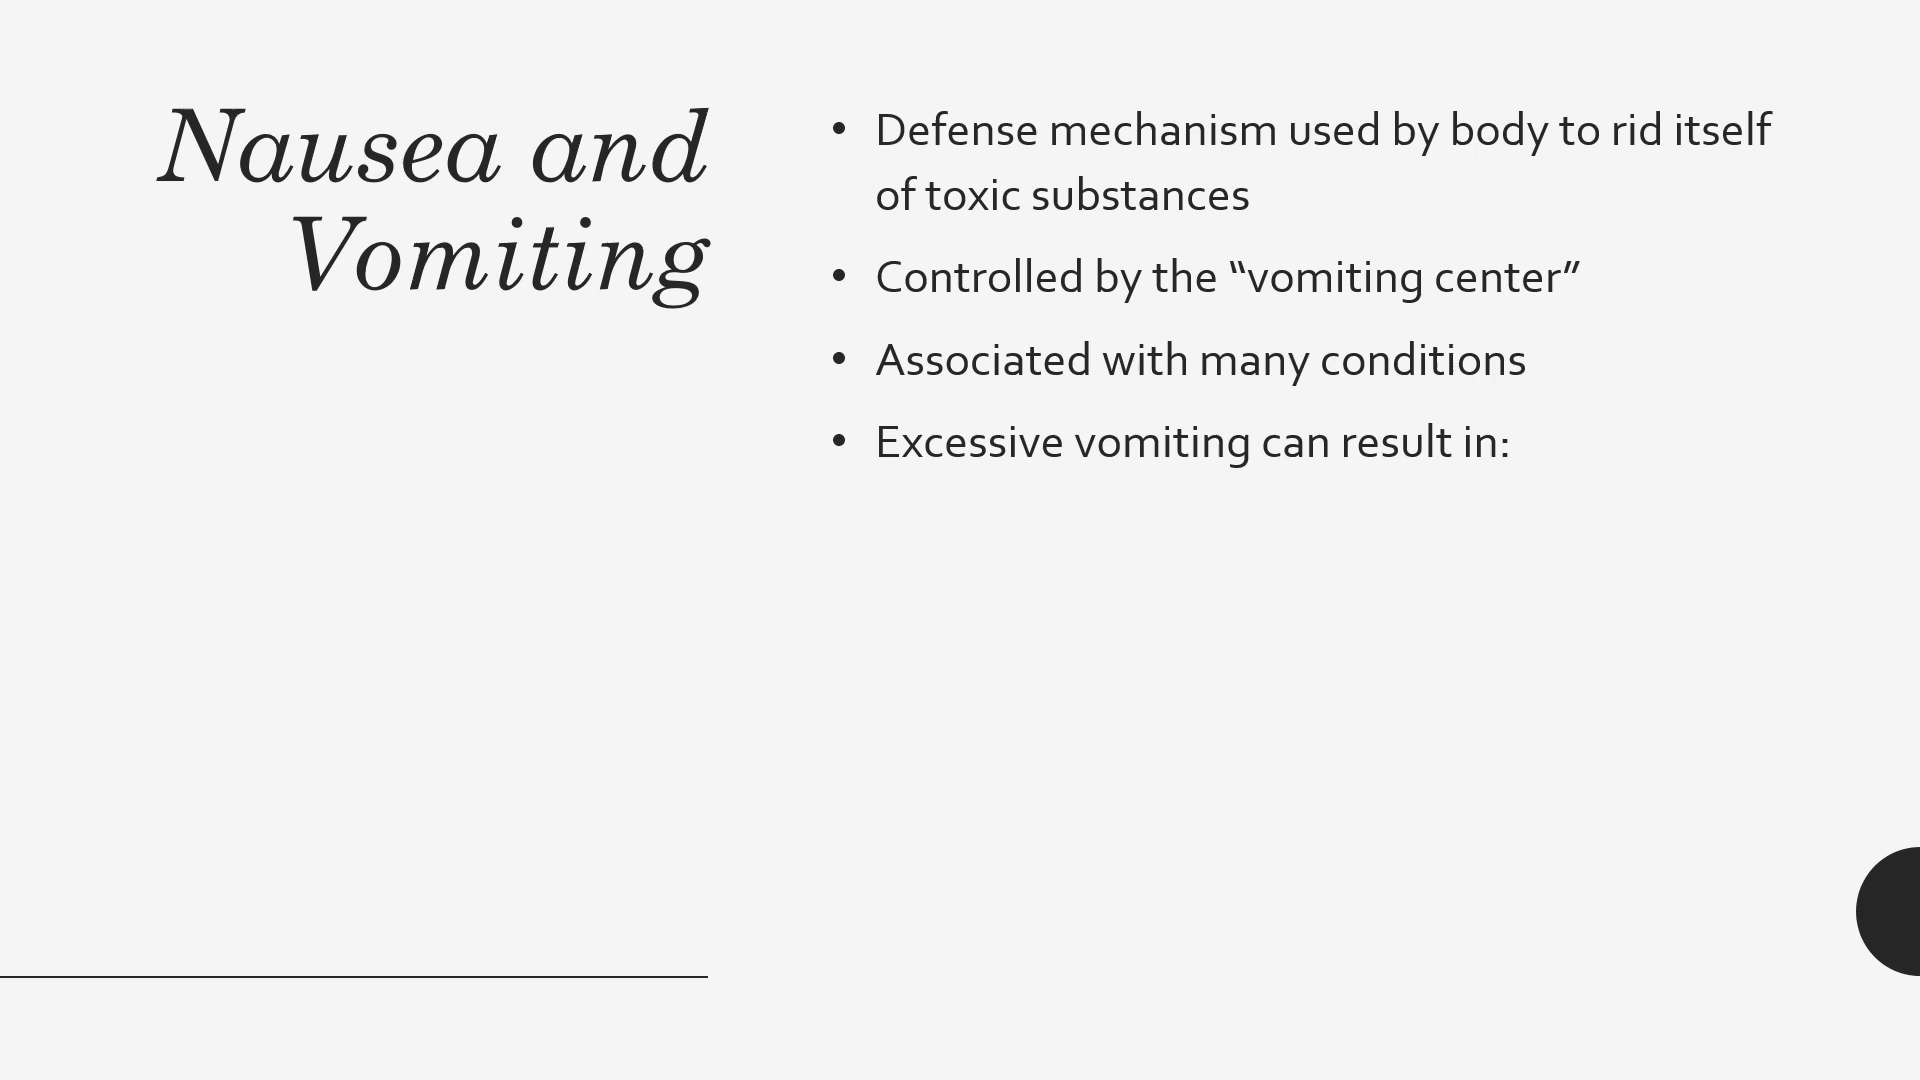 Nausea and
Vomiting
• Defense mechanism used by body to rid itself
of toxic substances
• Controlled by the “vomiting center”
• Associated with many conditions
• Excessive vomiting can result in: